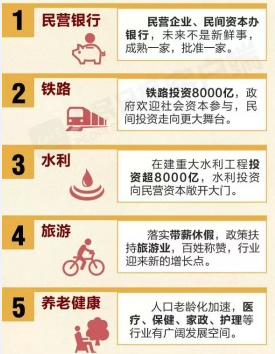 1 民营银行
民营企业、民间资本办
银行，未来不是新鲜事，
成熟一家，批准一家。
2 铁路
铁路投资8000亿，政
府欢迎社会资本参与，民
间投资走向更大舞台。
3 水利
在建重大水利工程投
资超8000亿，水利投资
向民营资本敞开大门。
4 旅游
落实带薪休假，政策扶
持旅游业，百姓称赞，行业
迎来新的增长点。
5 养老健康
人口老龄化加速，医
疗、保健、家政、护理等
行业有广阔发展空间。